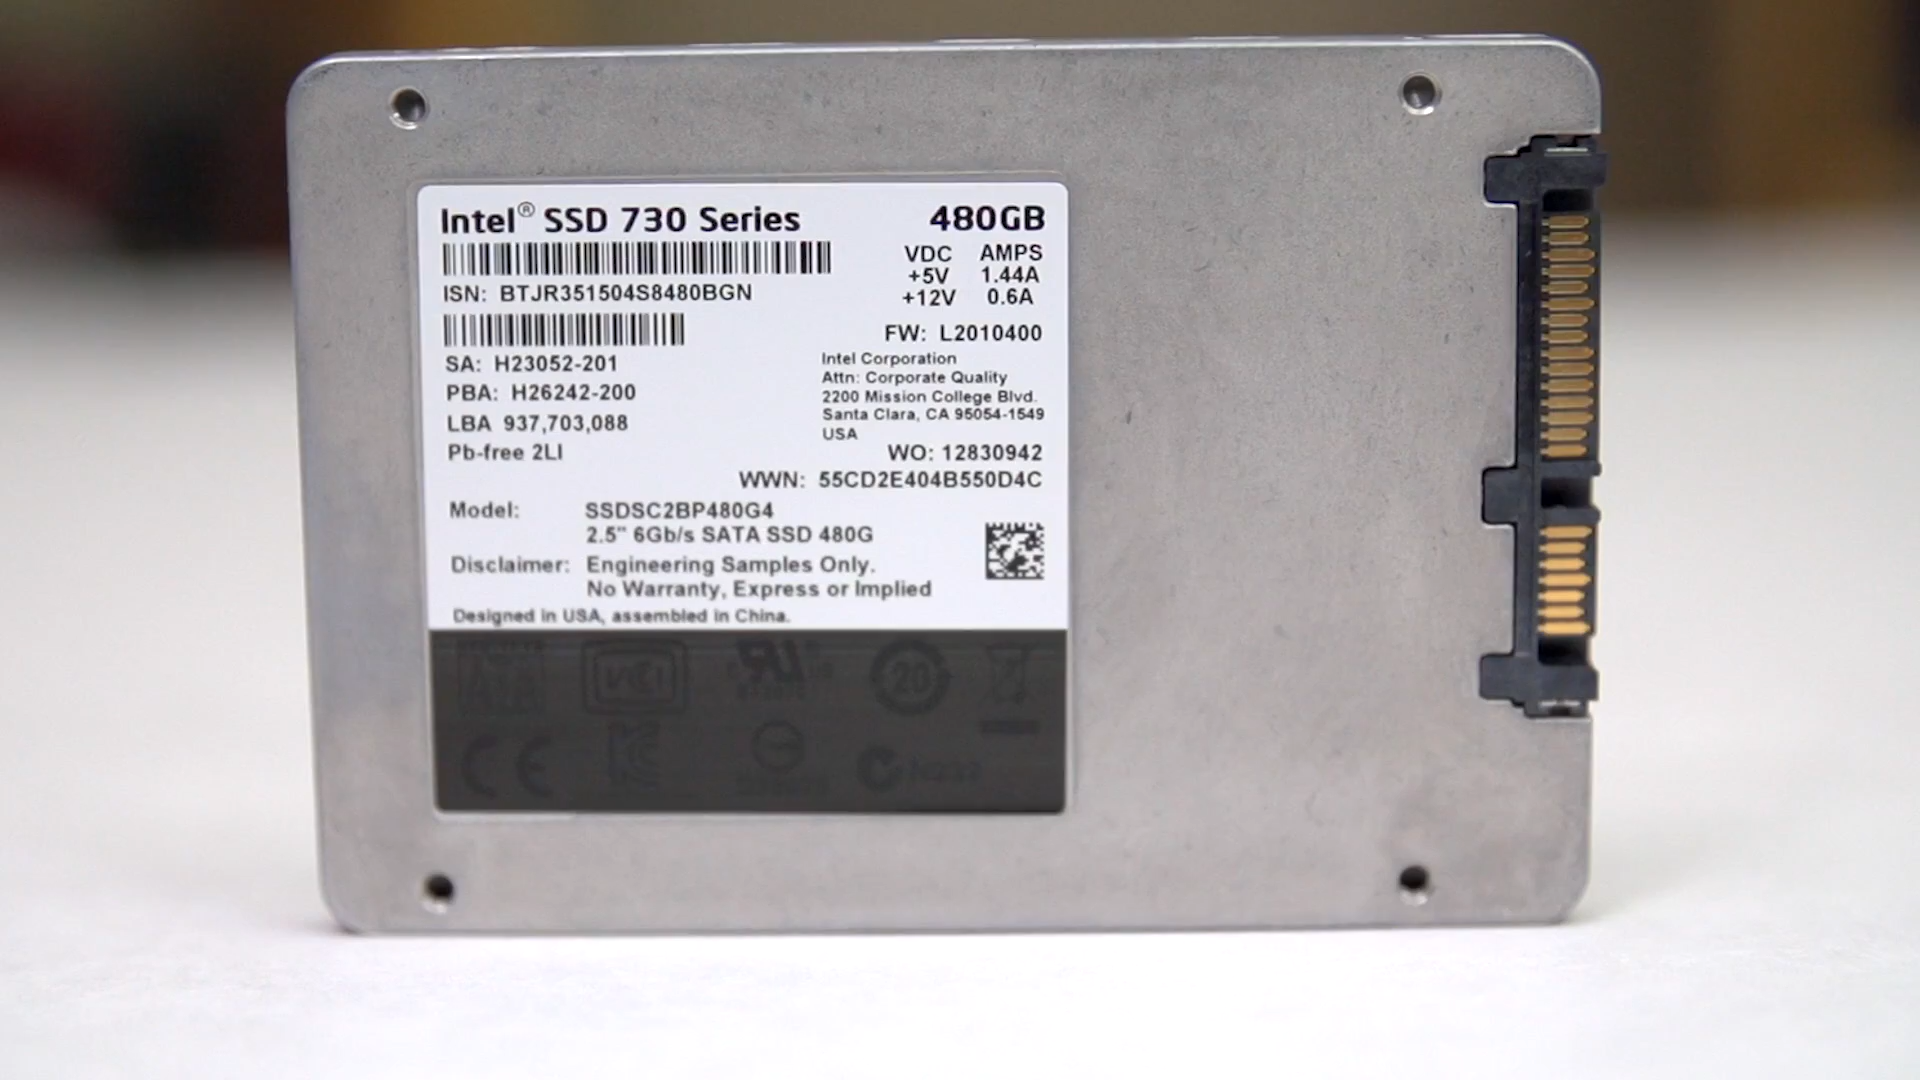 Intel® SSD 730 Series
480GB
VDC AMPS
+5V 1.44A
+12V 0.6A
ISN: BTJR351504S8480BGN
FW: L2010400
SA: H23052-201
PBA: H26242-200
LBA 937,703,088
Pb-free 2LI
Intel Corporation
Attn: Corporate Quality
2200 Mission College Blvd.
Santa Clara, CA 95054-1549
USA
WO: 12830942
WWN: 55CD2E404B550D4C
Model: SSDSC2BP480G4
2.5" 6Gb/s SATA SSD 480G
Disclaimer: Engineering Samples Only.
No Warranty, Express or Implied
Designed in USA, assembled in China.
20
CE